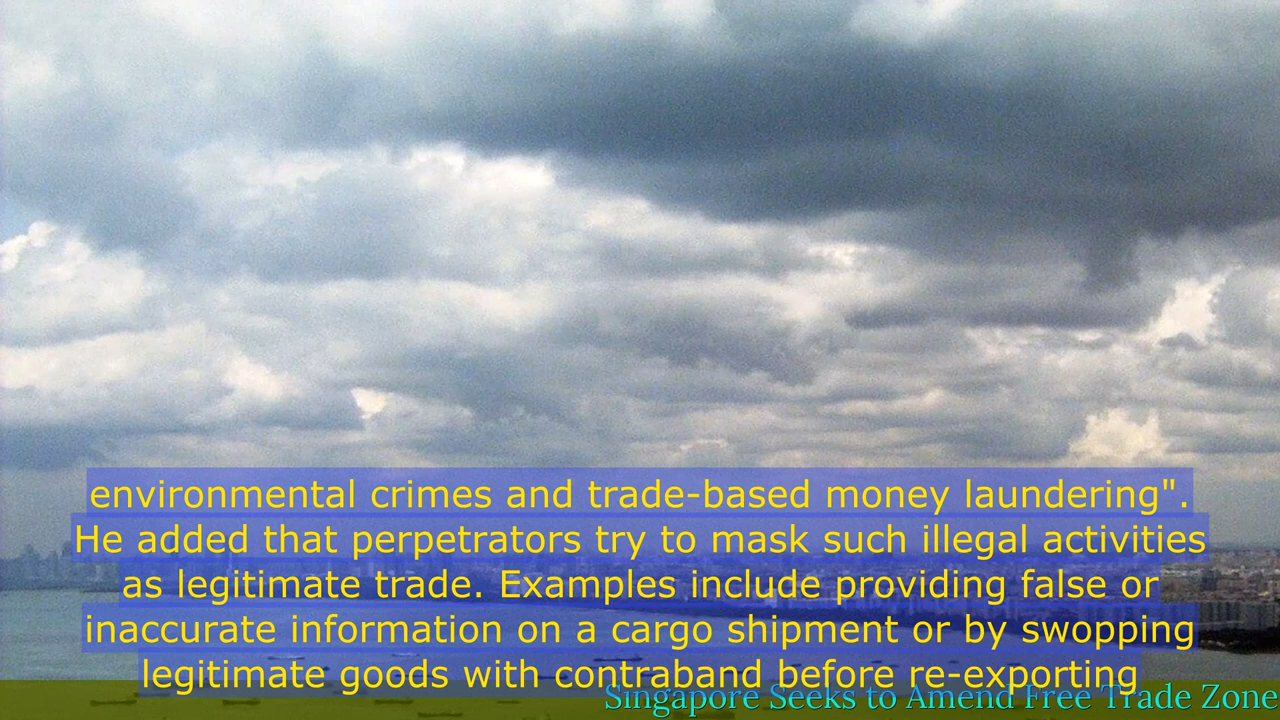 environmental crimes and trade-based money laundering".
He added that perpetrators try to mask such illegal activities
as legitimate trade. Examples include providing false or
inaccurate information on a cargo shipment or by swopping
legitimate goods with contraband before re-exporting
Singapore Seeks to Amend Free Trade Zone